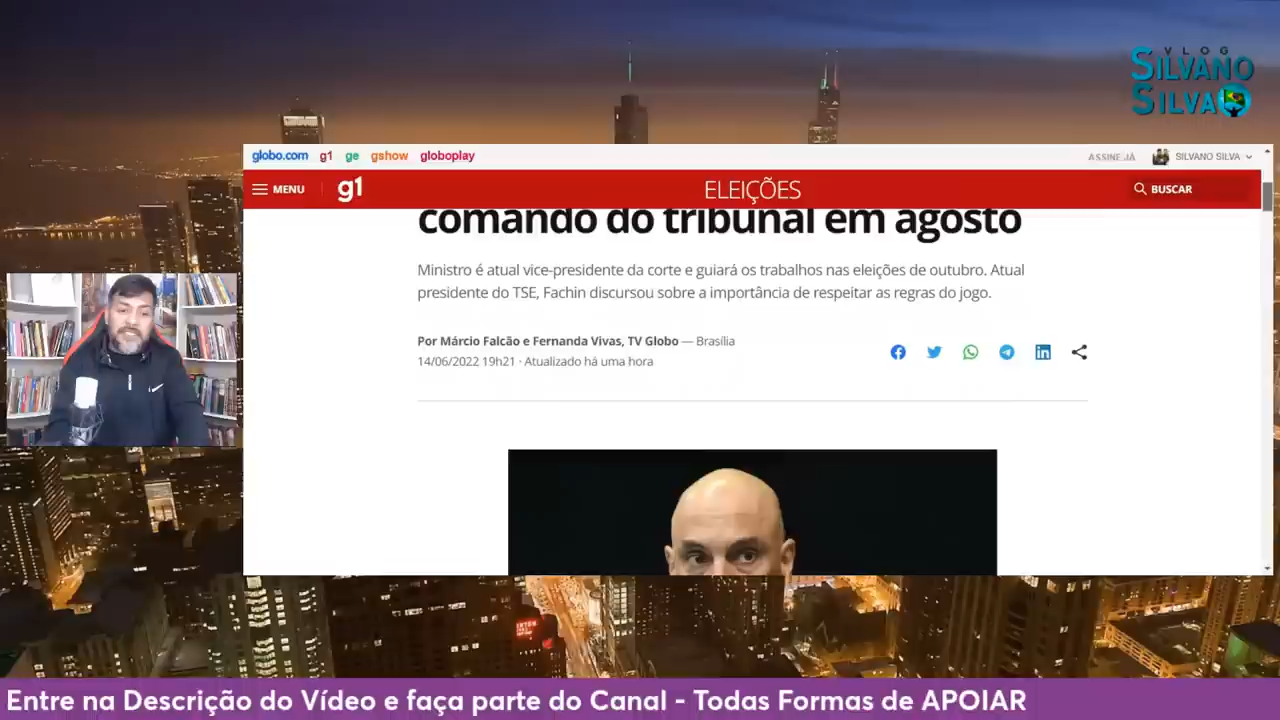 VLOG
SILVANO
SILVA
globo.com g1 ge gshow globoplay
ASSINE JÁ SILVANO SILVA
MENU g1 ELEIÇÕES BUSCAR
comando do tribunal em agosto
Ministro é atual vice-presidente da corte e guiará os trabalhos nas eleições de outubro. Atual
presidente do TSE, Fachin discursou sobre a importância de respeitar as regras do jogo.
Por Márcio Falcão e Fernanda Vivas, TV Globo — Brasília
14/06/2022 19h21 · Atualizado há uma hora
Entre na Descrição do Vídeo e faça parte do Canal - Todas Formas de APOIAR